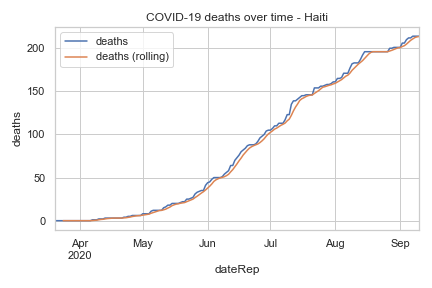 COVID-19 deaths over time - Haiti
deaths
deaths (rolling)
200
150
100
50
0
deaths
Apr
2020
May
Jun
Jul
Aug
Sep
dateRep